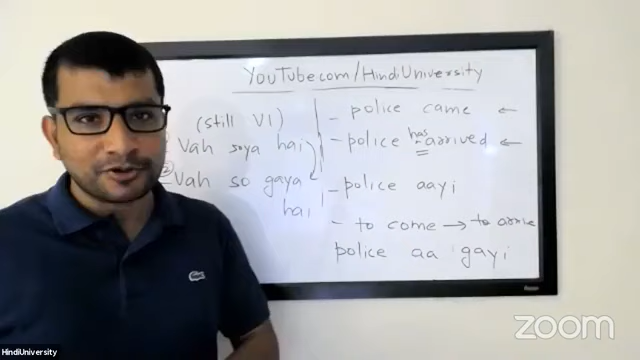 YouTube.com/HindiUniversity
(still V1)
Vah soya hai
② Vah so gaya
hai
- police came ←
- police has arrived ←
- police aayi
- to come → to arrive
police aa gayi
zoom
HindiUniversity